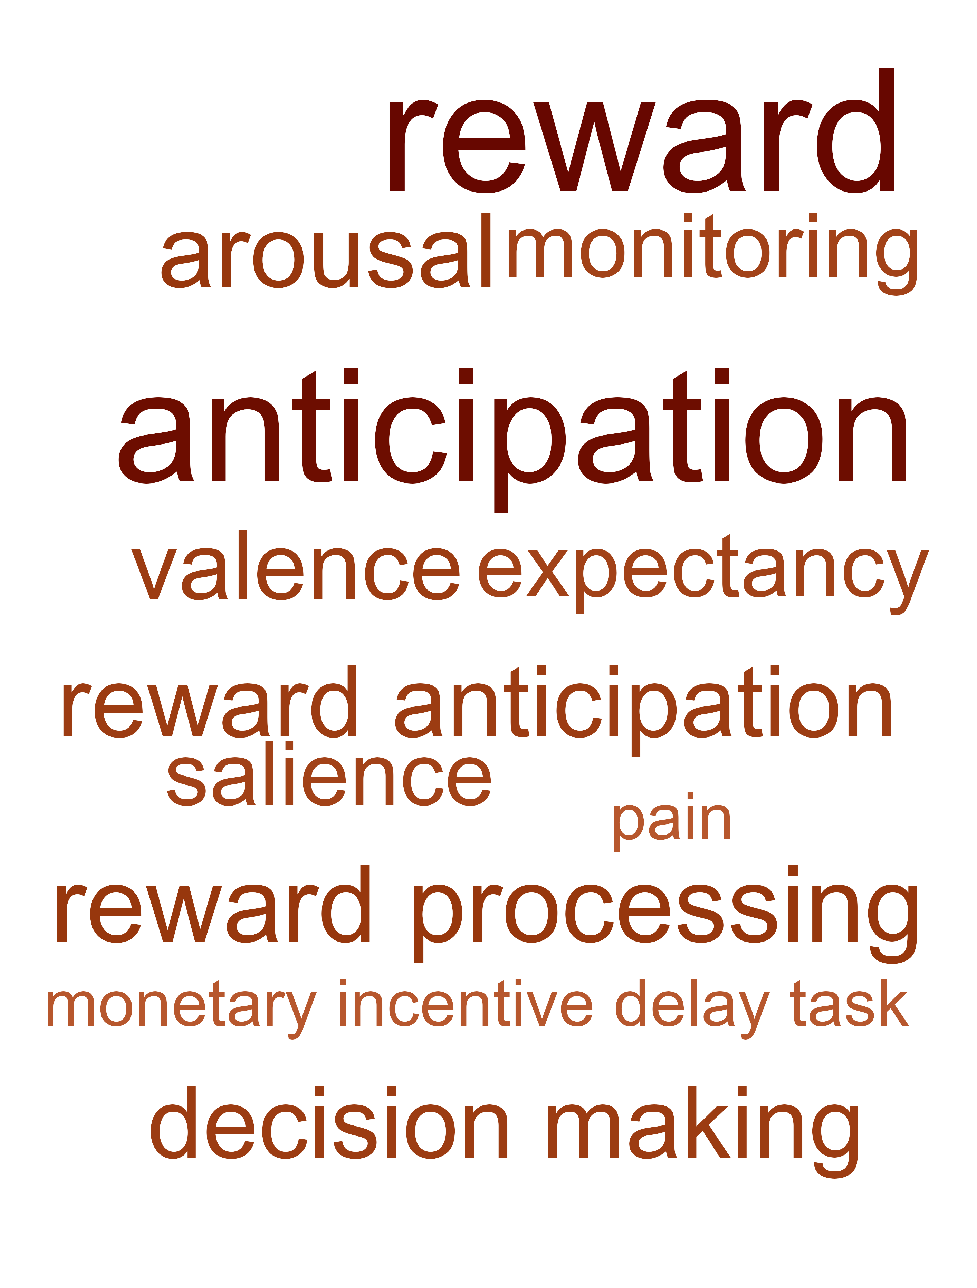 reward
arousal monitoring
anticipation
valence expectancy
reward anticipation
salience
pain
reward processing
monetary incentive delay task
decision making